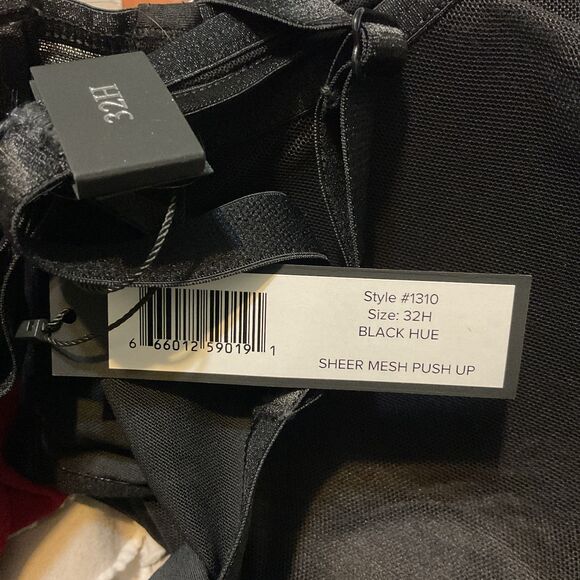 32H
Style #1310
Size: 32H
BLACK HUE
6 66012 59019 1
SHEER MESH PUSH UP